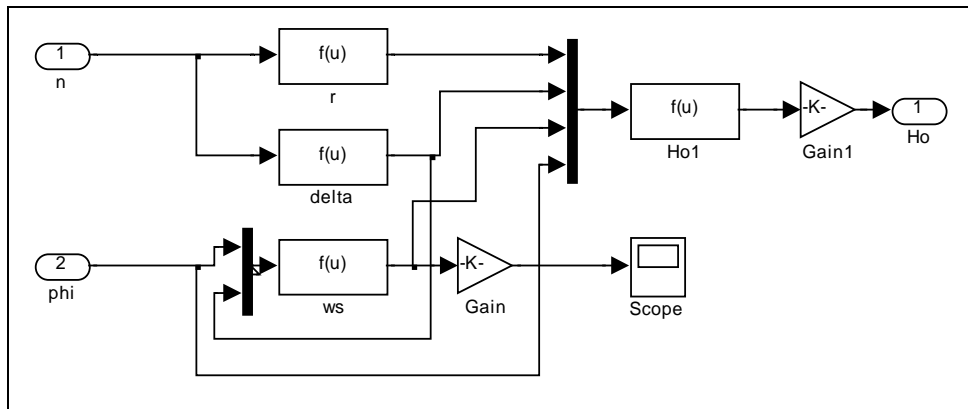 1
n
f(u)
r
f(u)
delta
2
phi
f(u)
ws
-K-
Gain
Scope
f(u)
Ho1
-K-
Gain1
1
Ho